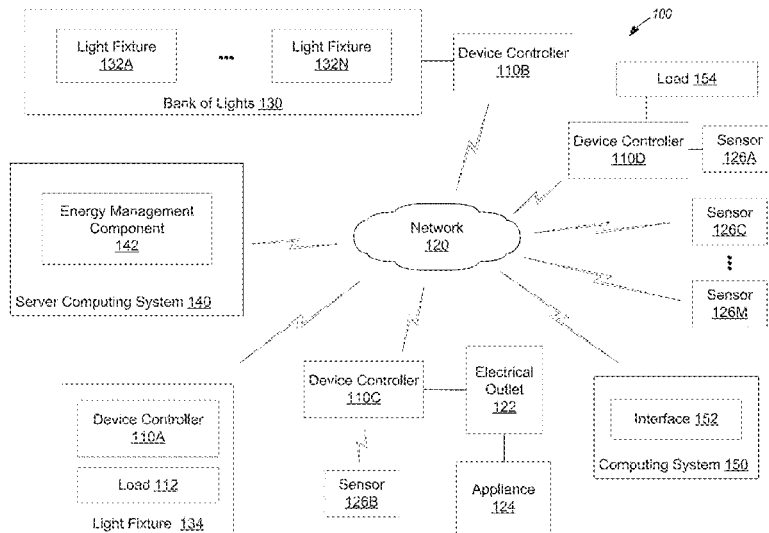 100
Light Fixture
132A
Light Fixture
132N
Bank of Lights 130
Device Controller
110B
Load 154
Device Controller
110D
Sensor
126A
Energy Management
Component
142
Server Computing System 140
Network
120
Sensor
126C
Sensor
126M
Device Controller
110A
Load 112
Light Fixture 134
Device Controller
110C
Sensor
126B
Electrical
Outlet
122
Appliance
124
Interface 152
Computing System 150